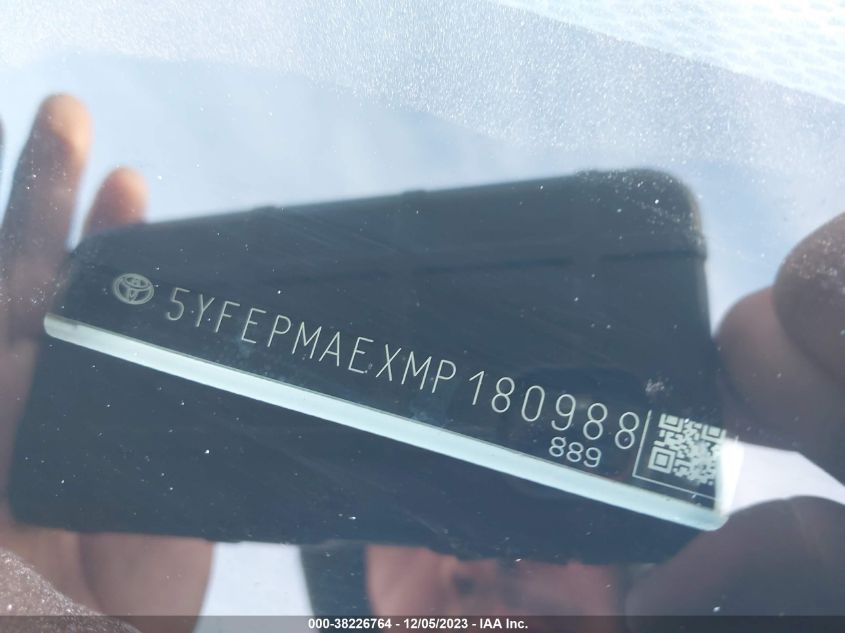 5YFEPMAEXMP180988
889
000-38226764 - 12/05/2023 - IAA Inc.